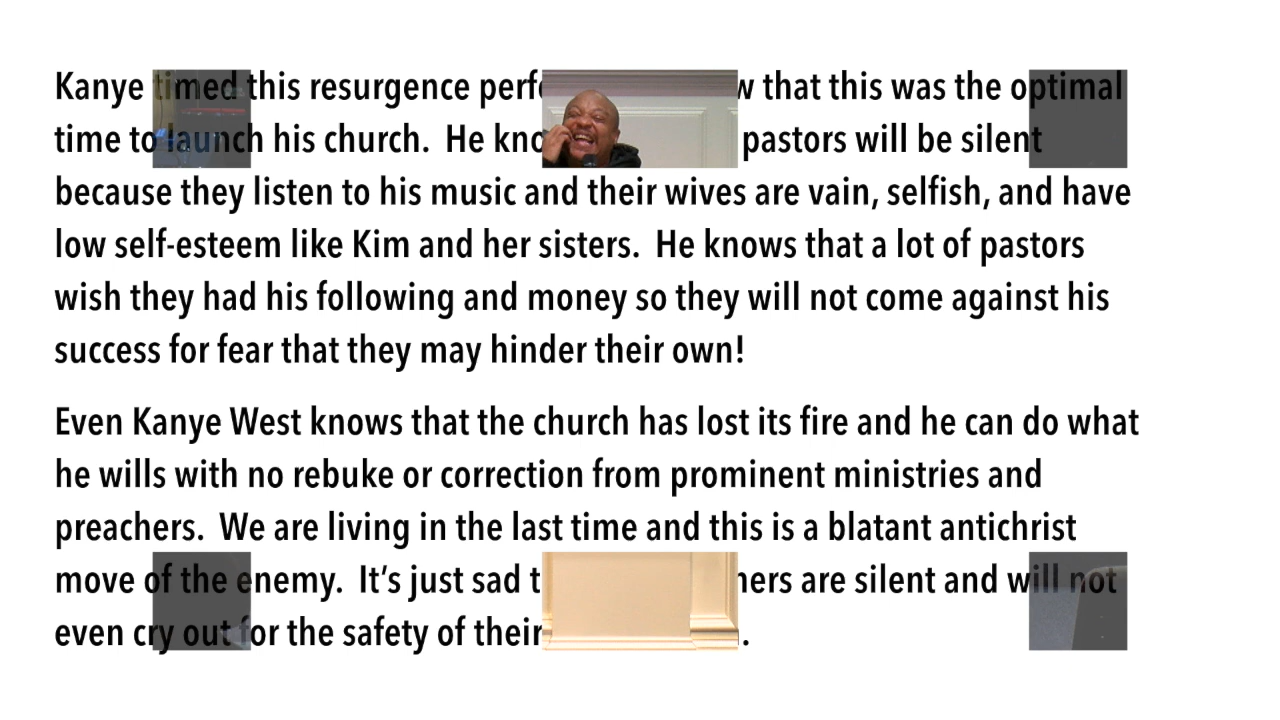 Kanye timed this resurgence that this was the optimal
time to launch his church. He pastors will be silent
because they listen to his music and their wives are vain, selfish, and have
low self-esteem like Kim and her sisters. He knows that a lot of pastors
wish they had his following and money so they will not come against his
success for fear that they may hinder their own!
Even Kanye West knows that the church has lost its fire and he can do what
he wills with no rebuke or correction from prominent ministries and
preachers. We are living in the last time and this is a blatant antichrist
move of the enemy. It’s just sad are silent and will not
even cry out for the safety of their